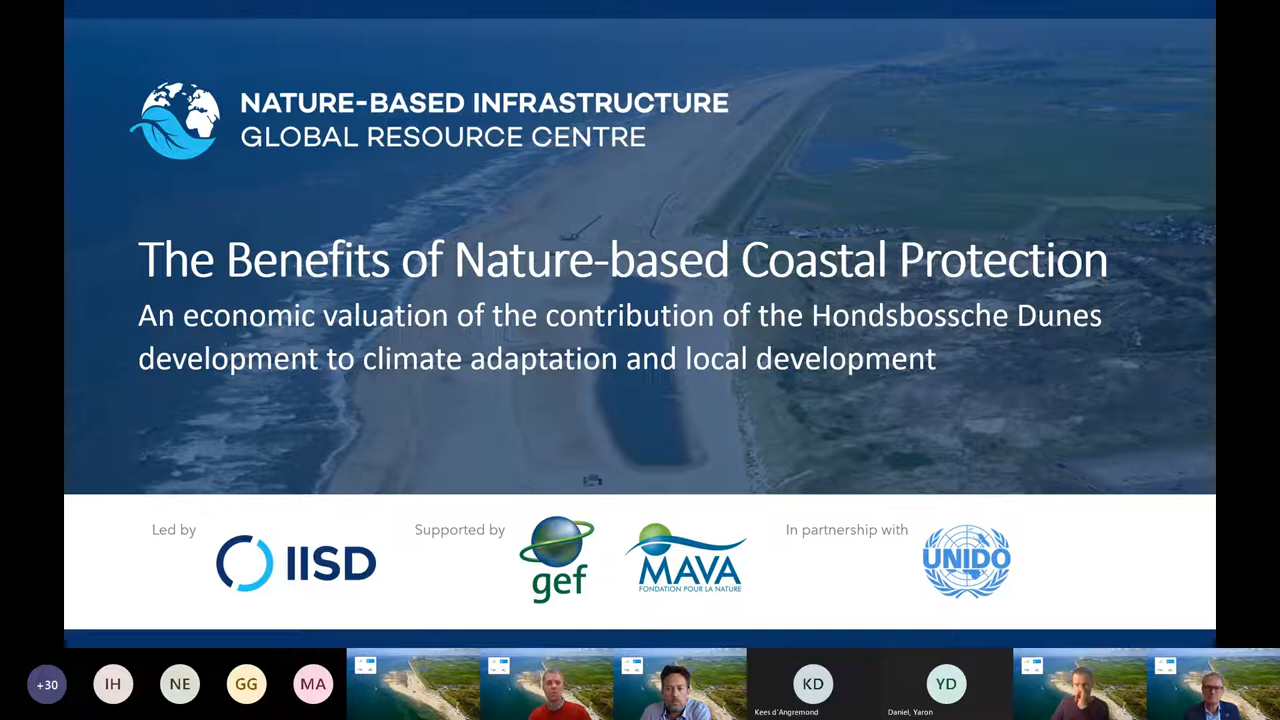 NATURE-BASED INFRASTRUCTURE
GLOBAL RESOURCE CENTRE
The Benefits of Nature-based Coastal Protection
An economic valuation of the contribution of the Hondsbossche Dunes
development to climate adaptation and local development
Led by
IISD
Supported by
gef
MAVA
FONDATION POUR LA NATURE
In partnership with
UNIDO
+30
IH
NE
GG
MA
KD
Kees d'Angremond
YD
Daniel, Yaron